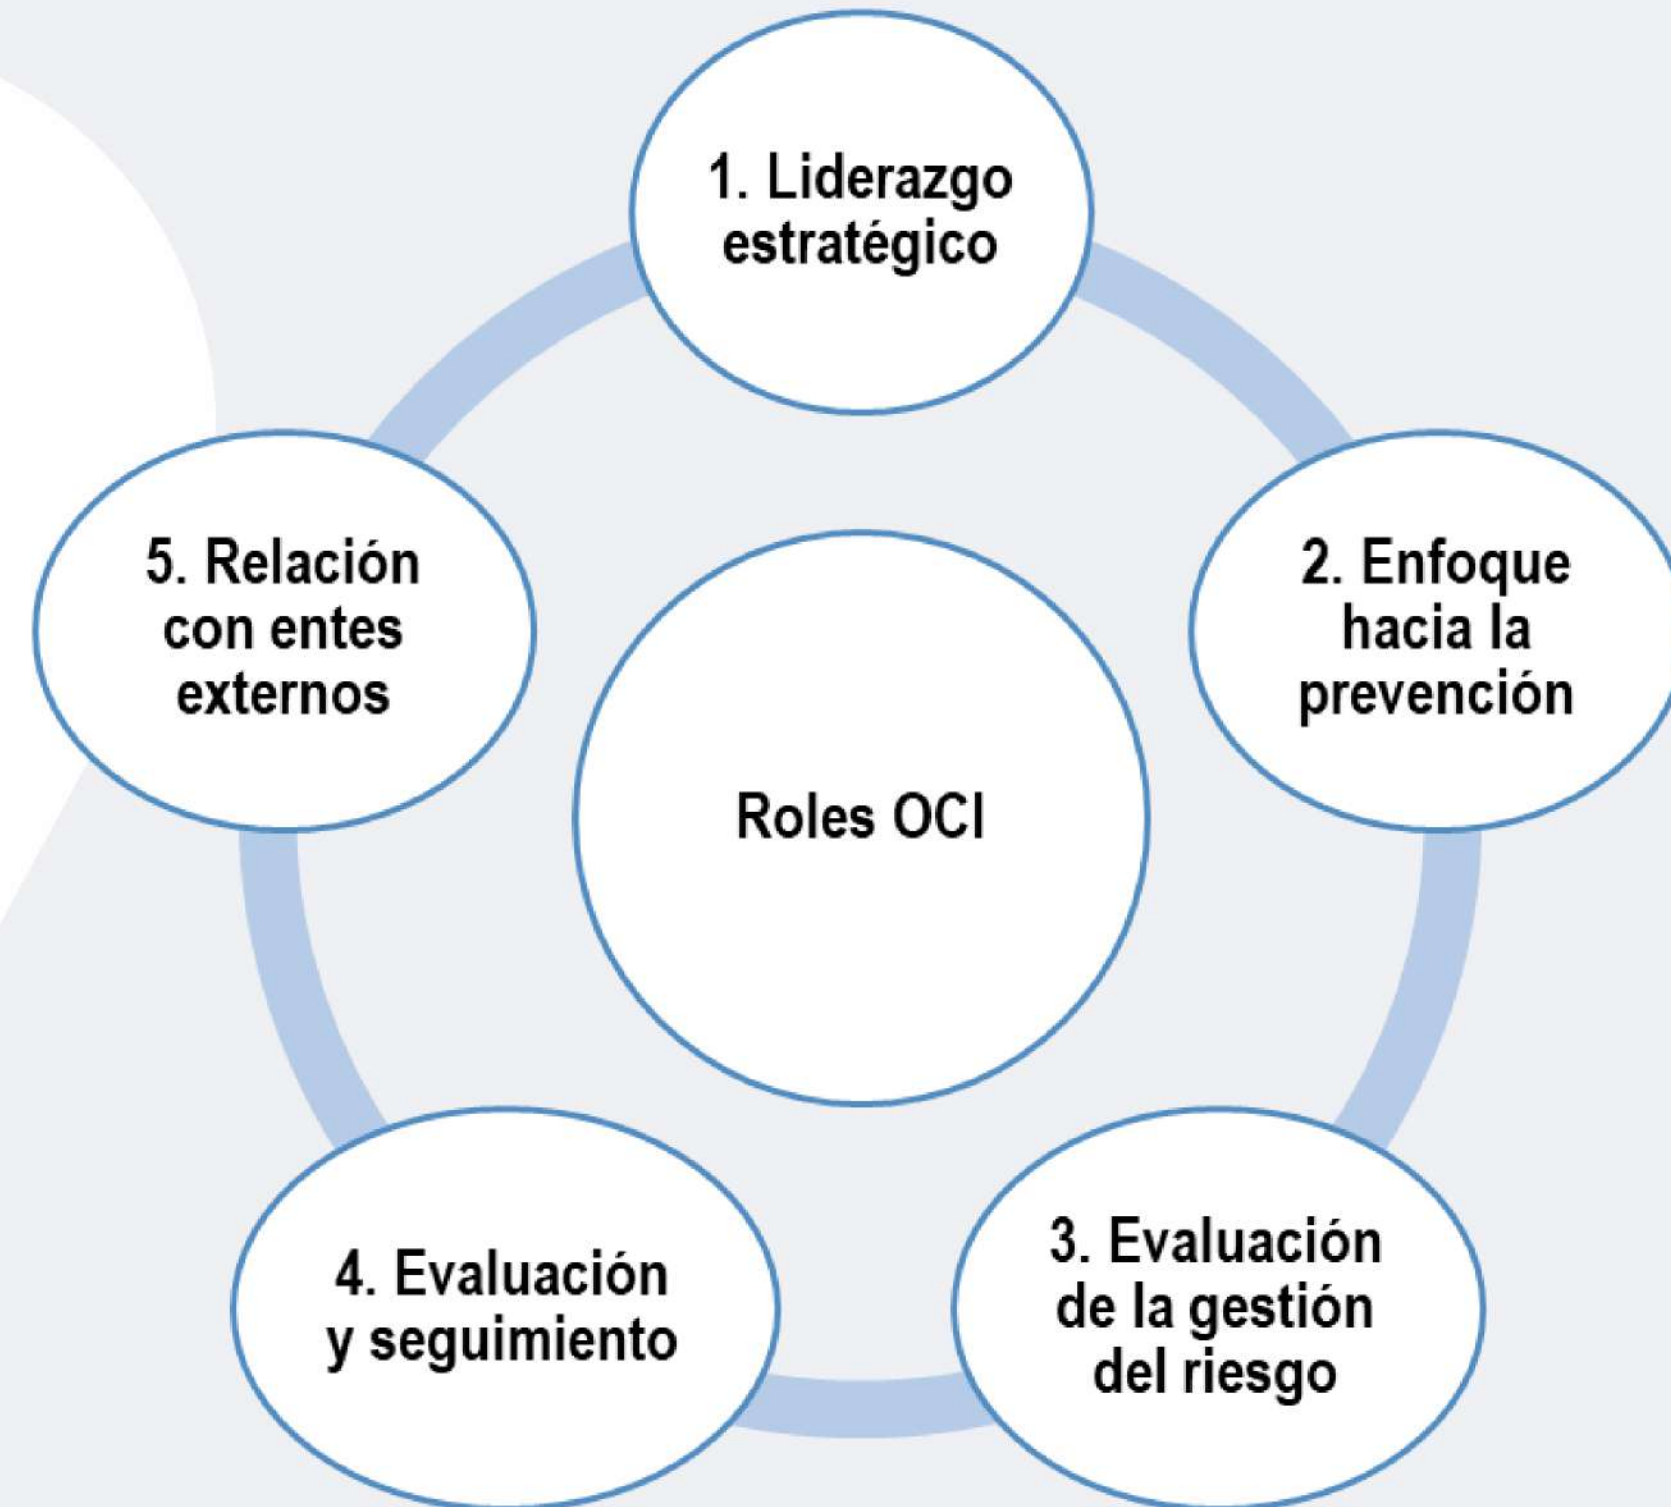 1. Liderazgo
estratégico
2. Enfoque
hacia la
prevención
3. Evaluación
de la gestión
del riesgo
4. Evaluación
y seguimiento
5. Relación
con entes
externos
Roles OCI